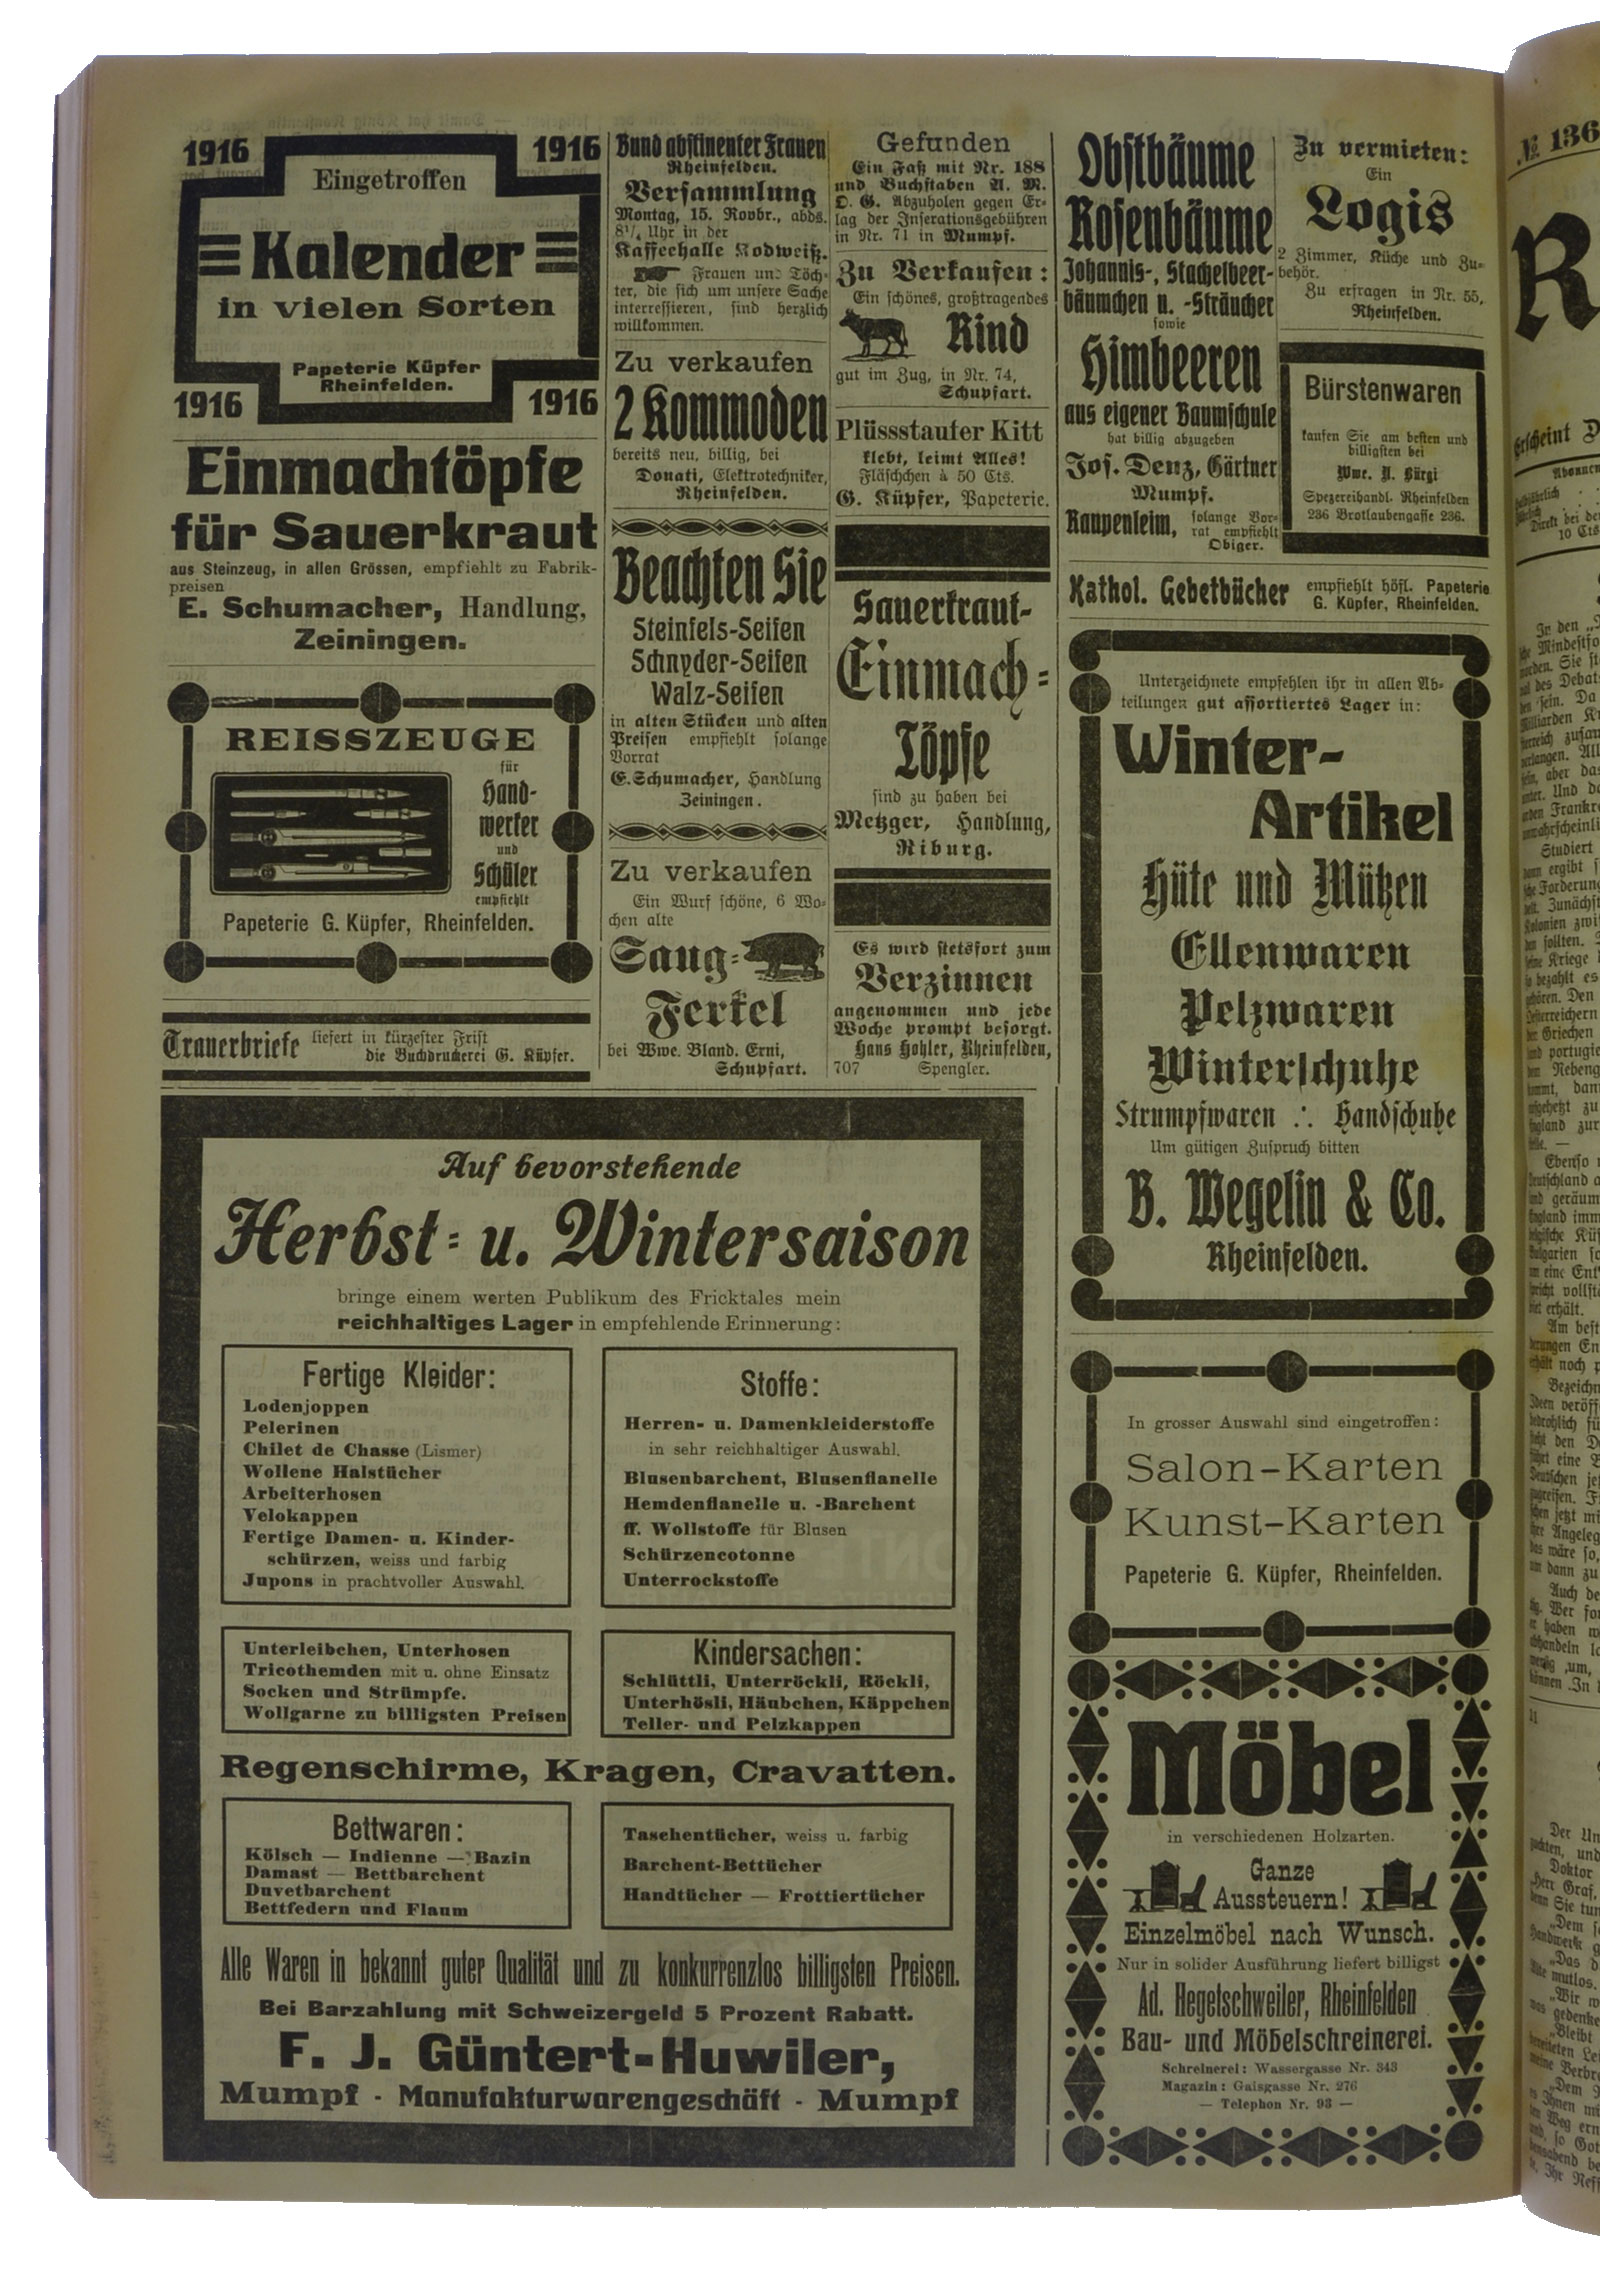 1916 1916
Eingetroffen
Kalender
in vielen Sorten
Papeterie Küpfer
Rheinfelden.
1916 1916
Einmachtöpfe
für Sauerkraut
aus Steinzeug, in allen Grössen, empfiehlt zu Fabrik-
preisen
E. Schumacher, Handlung,
Zeiningen.
REISSZEUGE
für
Hand-
werker
und
Schüler
empfiehlt
Papeterie G. Küpfer, Rheinfelden.
Trauerbriefe liefert in kürzester Frist
die Buchdruckerei G. Küpfer.
Bund abstinenter Frauen
Rheinfelden.
Versammlung
Montag, 15. Novbr., abds.
8¼ Uhr in der
Kaffeehalle Rodweiß.
Frauen und Töch-
ter, die sich um unsere Sache
interressieren, sind herzlich
willkommen.
Zu verkaufen
2 Kommoden
bereits neu, billig, bei
Donati, Elektrotechniker,
Rheinfelden.
Beachten Sie
Steinfels-Seifen
Schnyder-Seifen
Walz-Seifen
in alten Stücken und alten
Preisen empfiehlt solange
Vorrat
E. Schumacher, Handlung
Zeiningen.
Zu verkaufen
Ein Wurf schöne, 6 Wo-
chen alte
Saug-
Ferkel
bei Wwe. Bland. Erni,
Schupfart.
Gefunden
Ein Faß mit Nr. 188
und Buchstaben A. M.
O. G. Abzuholen gegen Er-
lag der Inserationsgebühren
in Nr. 71 in Mumpf.
Zu Verkaufen:
Ein schönes, großtragendes
Rind
gut im Zug, in Nr. 74,
Schupfart.
Plüssstaufer Kitt
klebt, leimt Alles!
Fläschchen à 50 Cts.
G. Küpfer, Papeterie.
Sauerkraut-
Einmach-
Töpfe
sind zu haben bei
Metzger, Handlung,
Riburg.
Es wird stetsfort zum
Verzinnen
angenommen und jede
Woche prompt besorgt.
Hans Hohler, Rheinfelden,
707 Spengler.
Obstbäume
Rosenbäume
Johannis-, Stachelbeer-
bäumchen u. -Sträucher
sowie
Himbeeren
aus eigener Baumschule
hat billig abzugeben
Jos. Denz, Gärtner
Mumpf.
Raupenleim, solange Vor-
rat empfiehlt
Obiger.
Zu vermieten:
Ein
Logis
2 Zimmer, Küche und Zu-
behör.
Zu erfragen in Nr. 55,
Rheinfelden.
Bürstenwaren
kaufen Sie am besten und
billigsten bei
Wwe. A. Bürgi
Spezereihandl. Rheinfelden
236 Brotlaubengasse 236.
Kathol. Gebetbücher empfiehlt höfl. Papeterie
G. Küpfer, Rheinfelden.
Unterzeichnete empfehlen ihr in allen Ab-
teilungen gut assortiertes Lager in:
Winter-
Artikel
Hüte und Mützen
Ellenwaren
Pelzwaren
Winterschuhe
Strumpfwaren ∴ Handschuhe
Um gütigen Zuspruch bitten
B. Wegelin & Co.
Rheinfelden.
In grosser Auswahl sind eingetroffen:
Salon-Karten
Kunst-Karten
Papeterie G. Küpfer, Rheinfelden.
Möbel
in verschiedenen Holzarten.
Ganze
Aussteuern!
Einzelmöbel nach Wunsch.
Nur in solider Ausführung liefert billigst
Ad. Hegetschweiler, Rheinfelden
Bau- und Möbelschreinerei.
Schreinerei: Wassergasse Nr. 343
Magazin: Gaisgasse Nr. 276
— Telephon Nr. 93 —
Auf bevorstehende
Herbst- u. Wintersaison
bringe einem werten Publikum des Fricktales mein
reichhaltiges Lager in empfehlende Erinnerung:
Fertige Kleider:
Lodenjoppen
Pelerinen
Chilet de Chasse (Lismer)
Wollene Halstücher
Arbeiterhosen
Velokappen
Fertige Damen- u. Kinder-
schürzen, weiss und farbig
Jupons in prachtvoller Auswahl.
Stoffe:
Herren- u. Damenkleiderstoffe
in sehr reichhaltiger Auswahl.
Blusenbarchent, Blusenflanelle
Hemdenflanelle u. -Barchent
ff. Wollstoffe für Blusen
Schürzencotonne
Unterrockstoffe
Unterleibchen, Unterhosen
Tricothemden mit u. ohne Einsatz
Socken und Strümpfe.
Wollgarne zu billigsten Preisen
Kindersachen:
Schlüttli, Unterröckli, Röckli,
Unterhösli, Häubchen, Käppchen
Teller- und Pelzkappen
Regenschirme, Kragen, Cravatten.
Bettwaren:
Kölsch — Indienne — Bazin
Damast — Bettbarchent
Duvetbarchent
Bettfedern und Flaum
Taschentücher, weiss u. farbig
Barchent-Bettücher
Handtücher — Frottiertücher
Alle Waren in bekannt guter Qualität und zu konkurrenzlos billigsten Preisen.
Bei Barzahlung mit Schweizergeld 5 Prozent Rabatt.
F. J. Güntert-Huwiler,
Mumpf - Manufakturwarengeschäft - Mumpf
№ 136
R
Erscheint